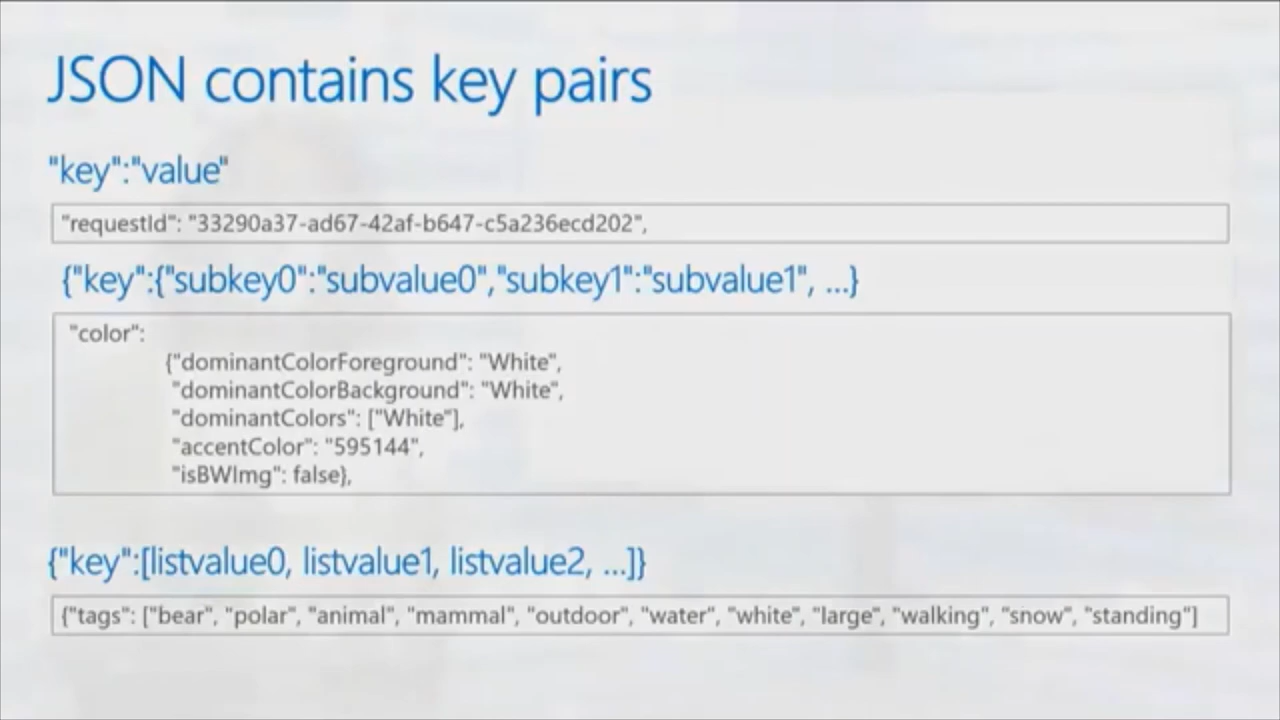 JSON contains key pairs
"key":"value"
"requestId": "33290a37-ad67-42af-b647-c5a236ecd202",
{"key":{"subkey0":"subvalue0","subkey1":"subvalue1", ...}
"color":
{"dominantColorForeground": "White",
"dominantColorBackground": "White",
"dominantColors": ["White"],
"accentColor": "595144",
"isBWImg": false},
{"key":[listvalue0, listvalue1, listvalue2, ...]}
{"tags": ["bear", "polar", "animal", "mammal", "outdoor", "water", "white", "large", "walking", "snow", "standing"]